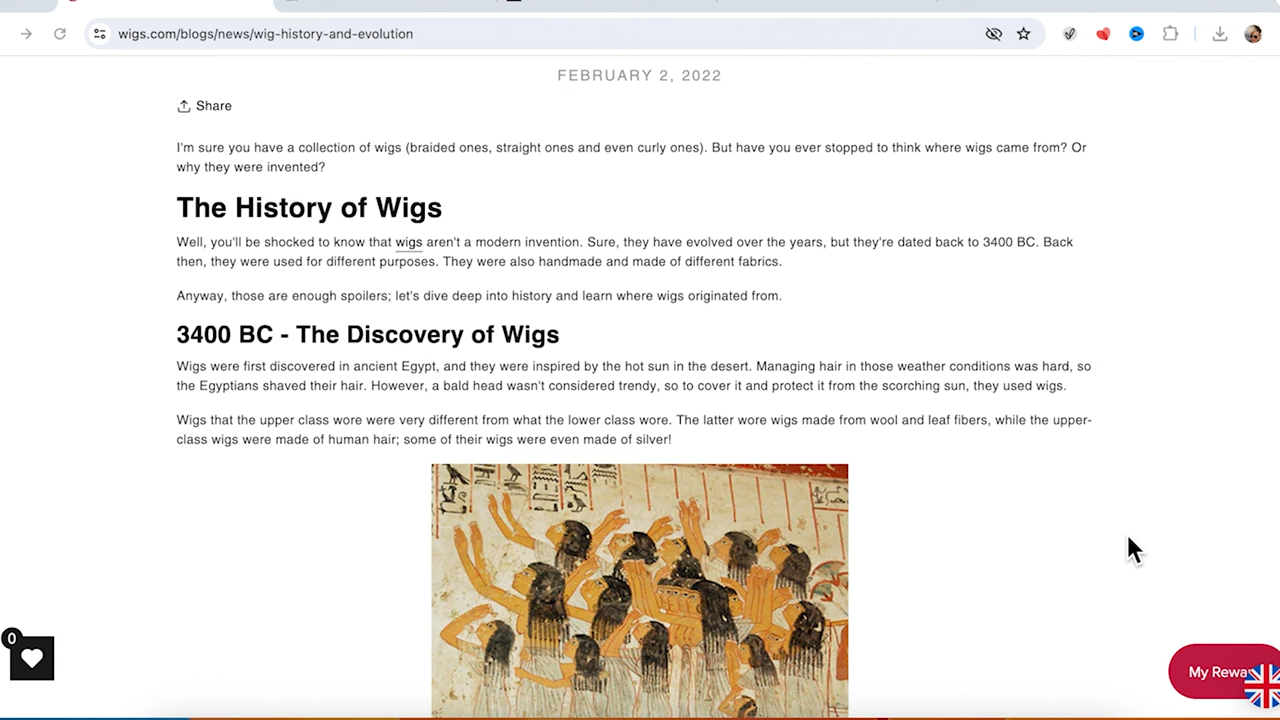 wigs.com/blogs/news/wig-history-and-evolution
FEBRUARY 2, 2022
Share
I'm sure you have a collection of wigs (braided ones, straight ones and even curly ones). But have you ever stopped to think where wigs came from? Or
why they were invented?
The History of Wigs
Well, you'll be shocked to know that wigs aren't a modern invention. Sure, they have evolved over the years, but they're dated back to 3400 BC. Back
then, they were used for different purposes. They were also handmade and made of different fabrics.
Anyway, those are enough spoilers; let's dive deep into history and learn where wigs originated from.
3400 BC - The Discovery of Wigs
Wigs were first discovered in ancient Egypt, and they were inspired by the hot sun in the desert. Managing hair in those weather conditions was hard, so
the Egyptians shaved their hair. However, a bald head wasn't considered trendy, so to cover it and protect it from the scorching sun, they used wigs.
Wigs that the upper class wore were very different from what the lower class wore. The latter wore wigs made from wool and leaf fibers, while the upper-
class wigs were made of human hair; some of their wigs were even made of silver!
0
My Rewa